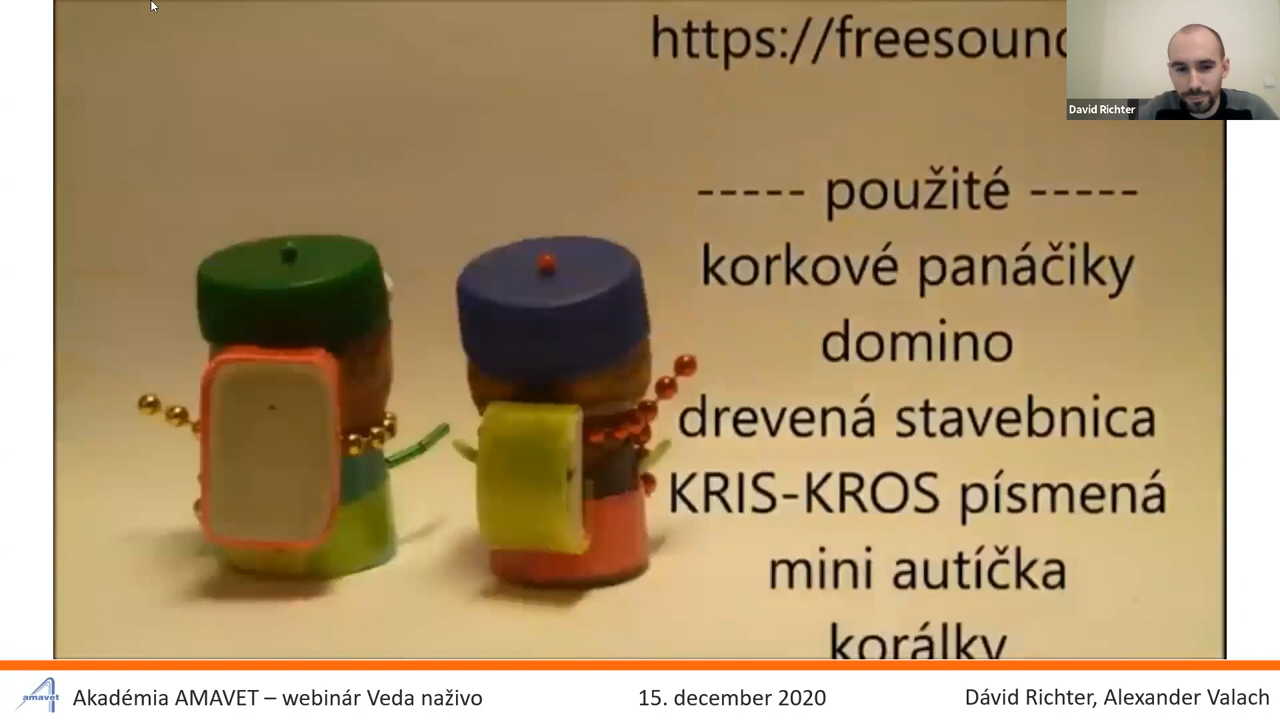 https://freesound
David Richter
----- použité -----
korkové panáčiky
domino
drevená stavebnica
KRIS-KROS písmená
mini autíčka
korálky
amavet
Akadémia AMAVET – webinár Veda naživo
15. december 2020
Dávid Richter, Alexander Valach